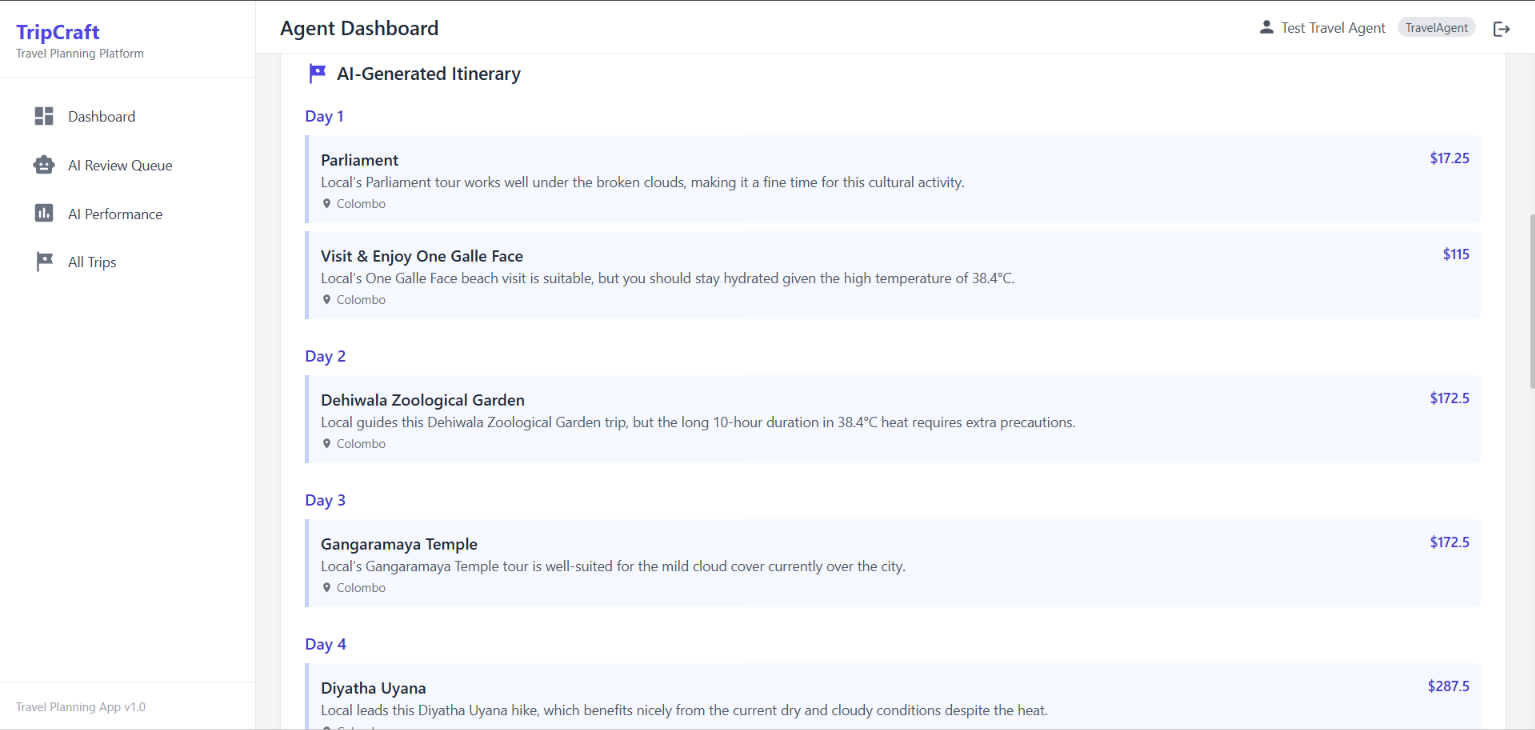 TripCraft
Travel Planning Platform
Dashboard
AI Review Queue
AI Performance
All Trips
Travel Planning App v1.0
Agent Dashboard
Test Travel Agent
TravelAgent
AI-Generated Itinerary
Day 1
Parliament
$17.25
Local's Parliament tour works well under the broken clouds, making it a fine time for this cultural activity.
Colombo
Visit & Enjoy One Galle Face
$115
Local's One Galle Face beach visit is suitable, but you should stay hydrated given the high temperature of 38.4°C.
Colombo
Day 2
Dehiwala Zoological Garden
$172.5
Local guides this Dehiwala Zoological Garden trip, but the long 10-hour duration in 38.4°C heat requires extra precautions.
Colombo
Day 3
Gangaramaya Temple
$172.5
Local's Gangaramaya Temple tour is well-suited for the mild cloud cover currently over the city.
Colombo
Day 4
Diyatha Uyana
$287.5
Local leads this Diyatha Uyana hike, which benefits nicely from the current dry and cloudy conditions despite the heat.